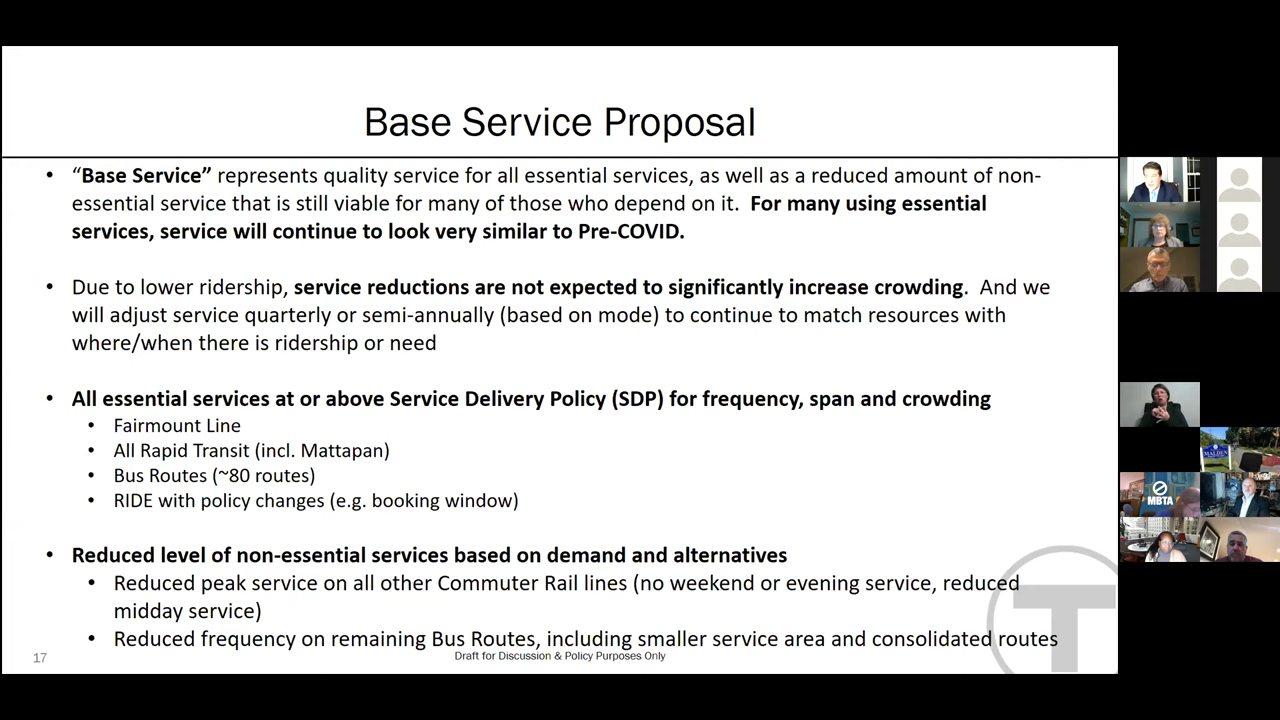 Base Service Proposal
• “Base Service” represents quality service for all essential services, as well as a reduced amount of non-
essential service that is still viable for many of those who depend on it. For many using essential
services, service will continue to look very similar to Pre-COVID.
• Due to lower ridership, service reductions are not expected to significantly increase crowding. And we
will adjust service quarterly or semi-annually (based on mode) to continue to match resources with
where/when there is ridership or need
• All essential services at or above Service Delivery Policy (SDP) for frequency, span and crowding
• Fairmount Line
• All Rapid Transit (incl. Mattapan)
• Bus Routes (~80 routes)
• RIDE with policy changes (e.g. booking window)
• Reduced level of non-essential services based on demand and alternatives
• Reduced peak service on all other Commuter Rail lines (no weekend or evening service, reduced
midday service)
• Reduced frequency on remaining Bus Routes, including smaller service area and consolidated routes
17
Draft for Discussion & Policy Purposes Only
T
MALDEN
MBTA